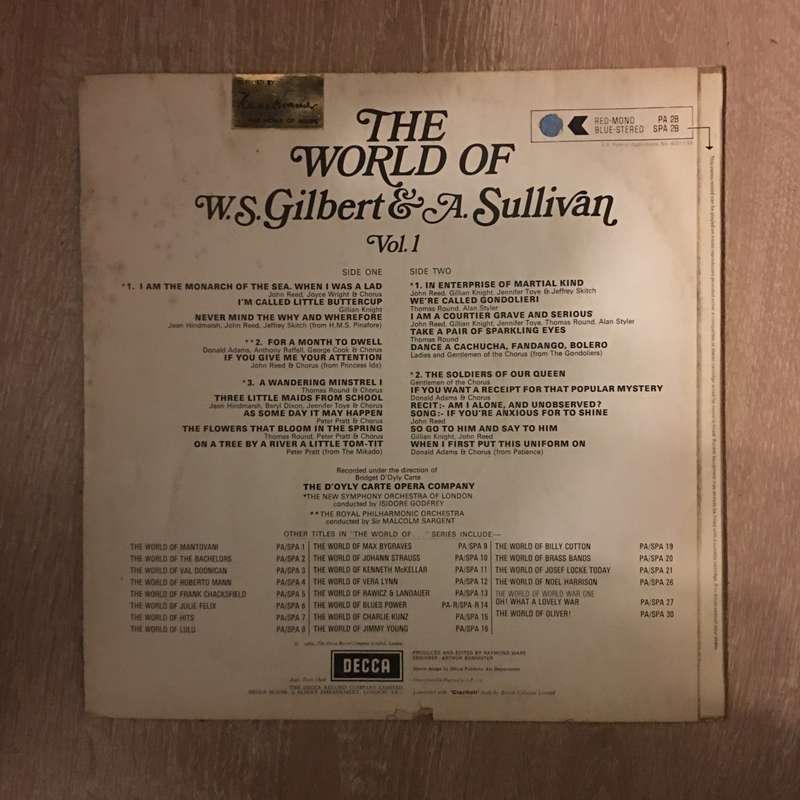 THE
WORLD OF
W.S. Gilbert & A. Sullivan
Vol. 1
RED-MONO PA 28
BLUE-STEREO SPA 28
SIDE ONE
*1. I AM THE MONARCH OF THE SEA. WHEN I WAS A LAD
John Reed, Joyce Wright & Chorus
I'M CALLED LITTLE BUTTERCUP
Gillian Knight
NEVER MIND THE WHY AND WHEREFORE
Jean Hindmarsh, John Reed, Jeffrey Skitch (from H.M.S. Pinafore)
**2. FOR A MONTH TO DWELL
Donald Adams, Anthony Raffell, George Cook & Chorus
IF YOU GIVE ME YOUR ATTENTION
John Reed & Chorus (from Princess Ida)
*3. A WANDERING MINSTREL I
Thomas Round & Chorus
THREE LITTLE MAIDS FROM SCHOOL
Jean Hindmarsh, Beryl Dixon, Jennifer Toye & Chorus
AS SOME DAY IT MAY HAPPEN
Peter Pratt & Chorus
THE FLOWERS THAT BLOOM IN THE SPRING
Thomas Round, Peter Pratt & Chorus
ON A TREE BY A RIVER A LITTLE TOM-TIT
Peter Pratt (from The Mikado)
SIDE TWO
*1. IN ENTERPRISE OF MARTIAL KIND
John Reed, Gillian Knight, Jennifer Toye & Jeffrey Skitch
WE'RE CALLED GONDOLIERI
Thomas Round, Alan Styler
I AM A COURTIER GRAVE AND SERIOUS
John Reed, Gillian Knight, Jennifer Toye, Thomas Round, Alan Styler
TAKE A PAIR OF SPARKLING EYES
Thomas Round
DANCE A CACHUCHA, FANDANGO, BOLERO
Ladies and Gentlemen of the Chorus (from The Gondoliers)
*2. THE SOLDIERS OF OUR QUEEN
Gentlemen of the Chorus
IF YOU WANT A RECEIPT FOR THAT POPULAR MYSTERY
Donald Adams & Chorus
RECIT:- AM I ALONE, AND UNOBSERVED?
SONG:- IF YOU'RE ANXIOUS FOR TO SHINE
John Reed
SO GO TO HIM AND SAY TO HIM
Gillian Knight, John Reed
WHEN I FIRST PUT THIS UNIFORM ON
Donald Adams & Chorus (from Patience)
Recorded under the direction of
Bridget D'Oyly Carte
THE D'OYLY CARTE OPERA COMPANY
*THE NEW SYMPHONY ORCHESTRA OF LONDON
conducted by ISIDORE GODFREY
**THE ROYAL PHILHARMONIC ORCHESTRA
conducted by Sir MALCOLM SARGENT
OTHER TITLES IN "THE WORLD OF . . ." SERIES INCLUDE—
THE WORLD OF MANTOVANI PA/SPA 1
THE WORLD OF THE BACHELORS PA/SPA 2
THE WORLD OF VAL DOONICAN PA/SPA 3
THE WORLD OF ROBERTO MANN PA/SPA 4
THE WORLD OF FRANK CHACKSFIELD PA/SPA 5
THE WORLD OF JULIE FELIX PA/SPA 6
THE WORLD OF HITS PA/SPA 7
THE WORLD OF LULU PA/SPA 8
THE WORLD OF MAX BYGRAVES PA/SPA 9
THE WORLD OF JOHANN STRAUSS PA/SPA 10
THE WORLD OF KENNETH McKELLAR PA/SPA 11
THE WORLD OF VERA LYNN PA/SPA 12
THE WORLD OF RAWICZ & LANDAUER PA/SPA 13
THE WORLD OF BLUES POWER PA-R/SPA-R 14
THE WORLD OF CHARLIE KUNZ PA/SPA 15
THE WORLD OF JIMMY YOUNG PA/SPA 16
THE WORLD OF BILLY COTTON PA/SPA 19
THE WORLD OF BRASS BANDS PA/SPA 20
THE WORLD OF JOSEF LOCKE TODAY PA/SPA 21
THE WORLD OF NOEL HARRISON PA/SPA 26
THE WORLD OF WORLD WAR ONE
OH! WHAT A LOVELY WAR PA/SPA 27
THE WORLD OF OLIVER! PA/SPA 30
DECCA
PRODUCED AND EDITED BY RAYMOND WARE
THE DECCA RECORD COMPANY LIMITED